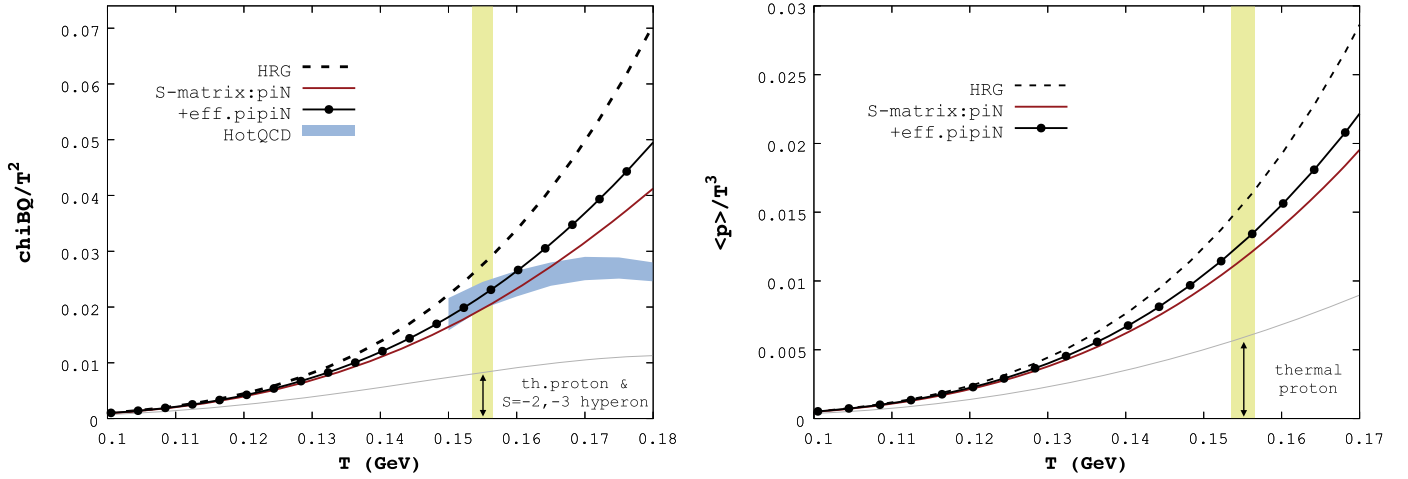 chiBQ/T2
0.07
0.06
0.05
0.04
0.03
0.02
0.01
0
HRG
S-matrix:piN
+eff.pipiN
HotQCD
th.proton &
S=-2,-3 hyperon
0.1 0.11 0.12 0.13 0.14 0.15 0.16 0.17 0.18
T (GeV)
<p>/T3
0.03
0.025
0.02
0.015
0.01
0.005
0
HRG
S-matrix:piN
+eff.pipiN
thermal
proton
0.1 0.11 0.12 0.13 0.14 0.15 0.16 0.17
T (GeV)